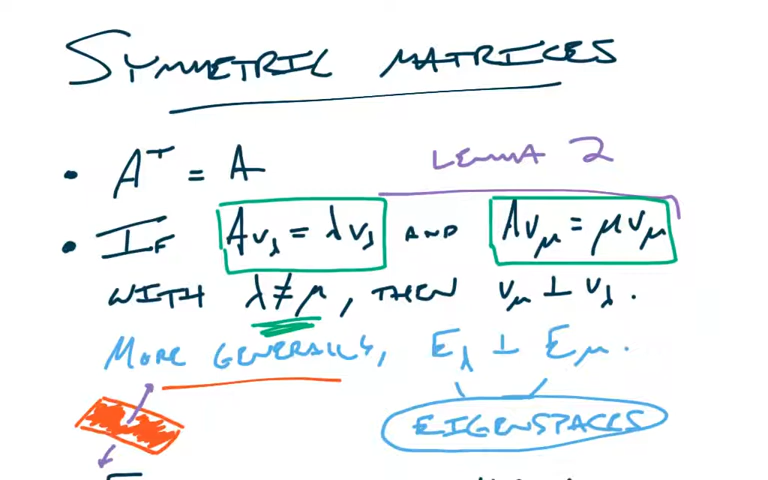 SYMMETRIC MATRICES
• Aᵀ = A
LEMMA 2
• IF Av_λ = λv_λ AND Av_μ = μv_μ
WITH λ ≠ μ, THEN v_μ ⊥ v_λ.
MORE GENERALLY, E_λ ⊥ E_μ.
EIGENSPACES